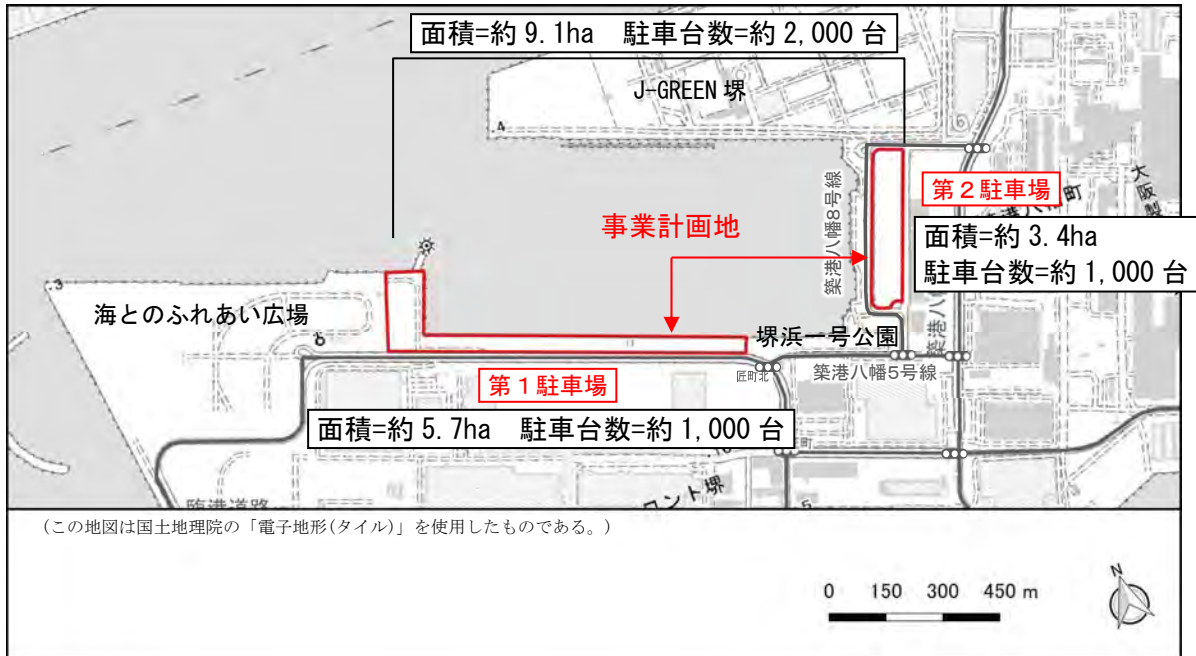 面積=約 9.1ha 駐車台数=約 2,000 台
J-GREEN 堺
4
第２駐車場
築港八幡8号線
事業計画地
面積=約 3.4ha
駐車台数=約 1,000 台
3
海とのふれあい広場
堺浜一号公園
匠町北
築港八幡5号線
第１駐車場
面積=約 5.7ha 駐車台数=約 1,000 台
臨港道路
(この地図は国土地理院の「電子地形(タイル)」を使用したものである。)
N
0 150 300 450 m